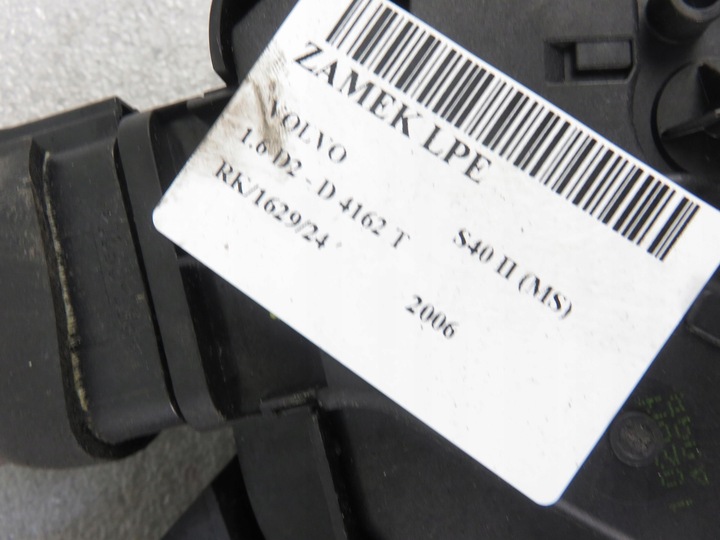 ZAMEK LPE
VOLVO S40 II (MS)
1.6 D2 - D 4162 T 2006
RK/1629/24